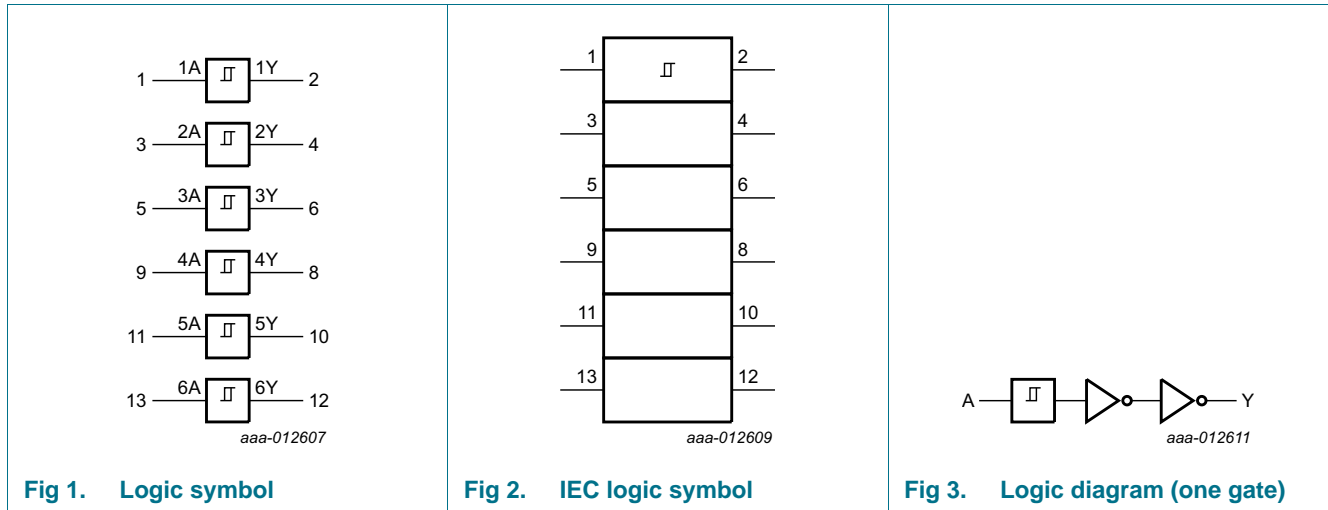 1 1A 1Y 2
3 2A 2Y 4
5 3A 3Y 6
9 4A 4Y 8
11 5A 5Y 10
13 6A 6Y 12
aaa-012607
Fig 1. Logic symbol
1 2
3 4
5 6
9 8
11 10
13 12
aaa-012609
Fig 2. IEC logic symbol
A Y
aaa-012611
Fig 3. Logic diagram (one gate)